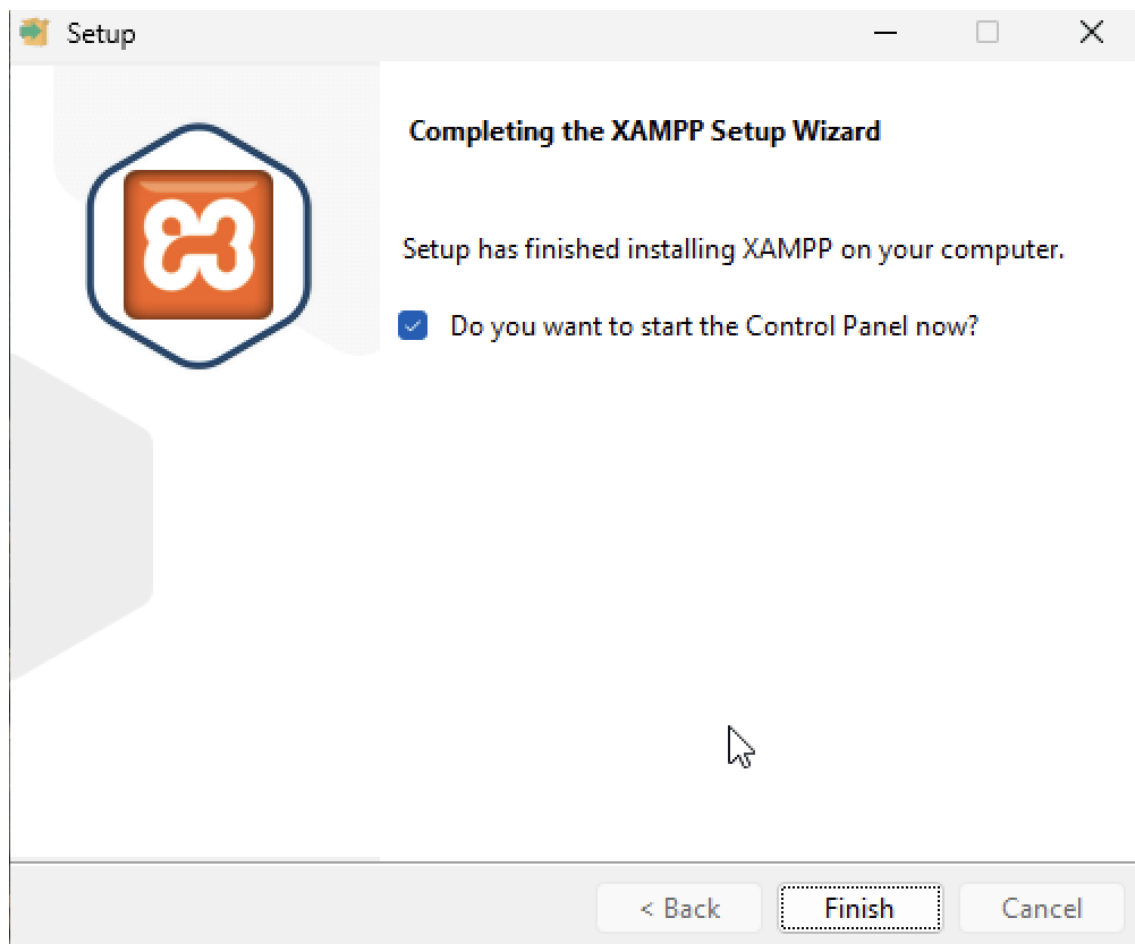 Setup
Completing the XAMPP Setup Wizard
Setup has finished installing XAMPP on your computer.
Do you want to start the Control Panel now?
< Back
Finish
Cancel